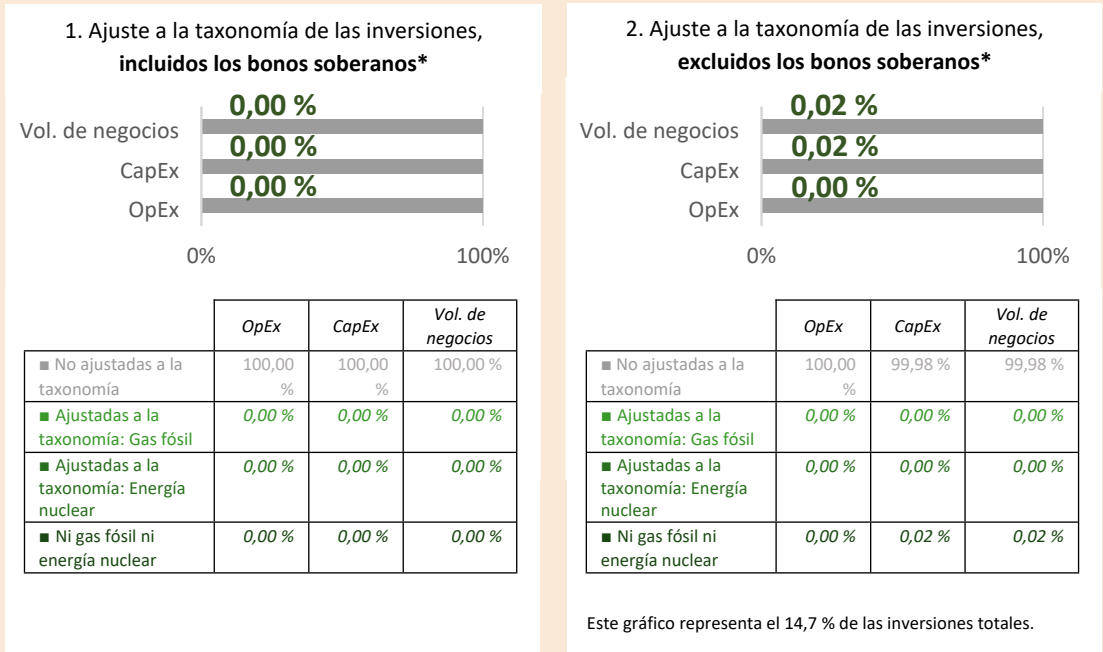 1. Ajuste a la taxonomía de las inversiones,
incluidos los bonos soberanos*
0,00 %
Vol. de negocios
0,00 %
CapEx
0,00 %
OpEx
0%
100%
OpEx CapEx Vol. de
negocios
■ No ajustadas a la 100,00 100,00 100,00 %
taxonomía % %
■ Ajustadas a la 0,00 % 0,00 % 0,00 %
taxonomía: Gas fósil
■ Ajustadas a la 0,00 % 0,00 % 0,00 %
taxonomía: Energía
nuclear
■ Ni gas fósil ni 0,00 % 0,00 % 0,00 %
energía nuclear
2. Ajuste a la taxonomía de las inversiones,
excluidos los bonos soberanos*
0,02 %
Vol. de negocios
0,02 %
CapEx
0,00 %
OpEx
0%
100%
OpEx CapEx Vol. de
negocios
■ No ajustadas a la 100,00 99,98 % 99,98 %
taxonomía %
■ Ajustadas a la 0,00 % 0,00 % 0,00 %
taxonomía: Gas fósil
■ Ajustadas a la 0,00 % 0,00 % 0,00 %
taxonomía: Energía
nuclear
■ Ni gas fósil ni 0,00 % 0,02 % 0,02 %
energía nuclear
Este gráfico representa el 14,7 % de las inversiones totales.